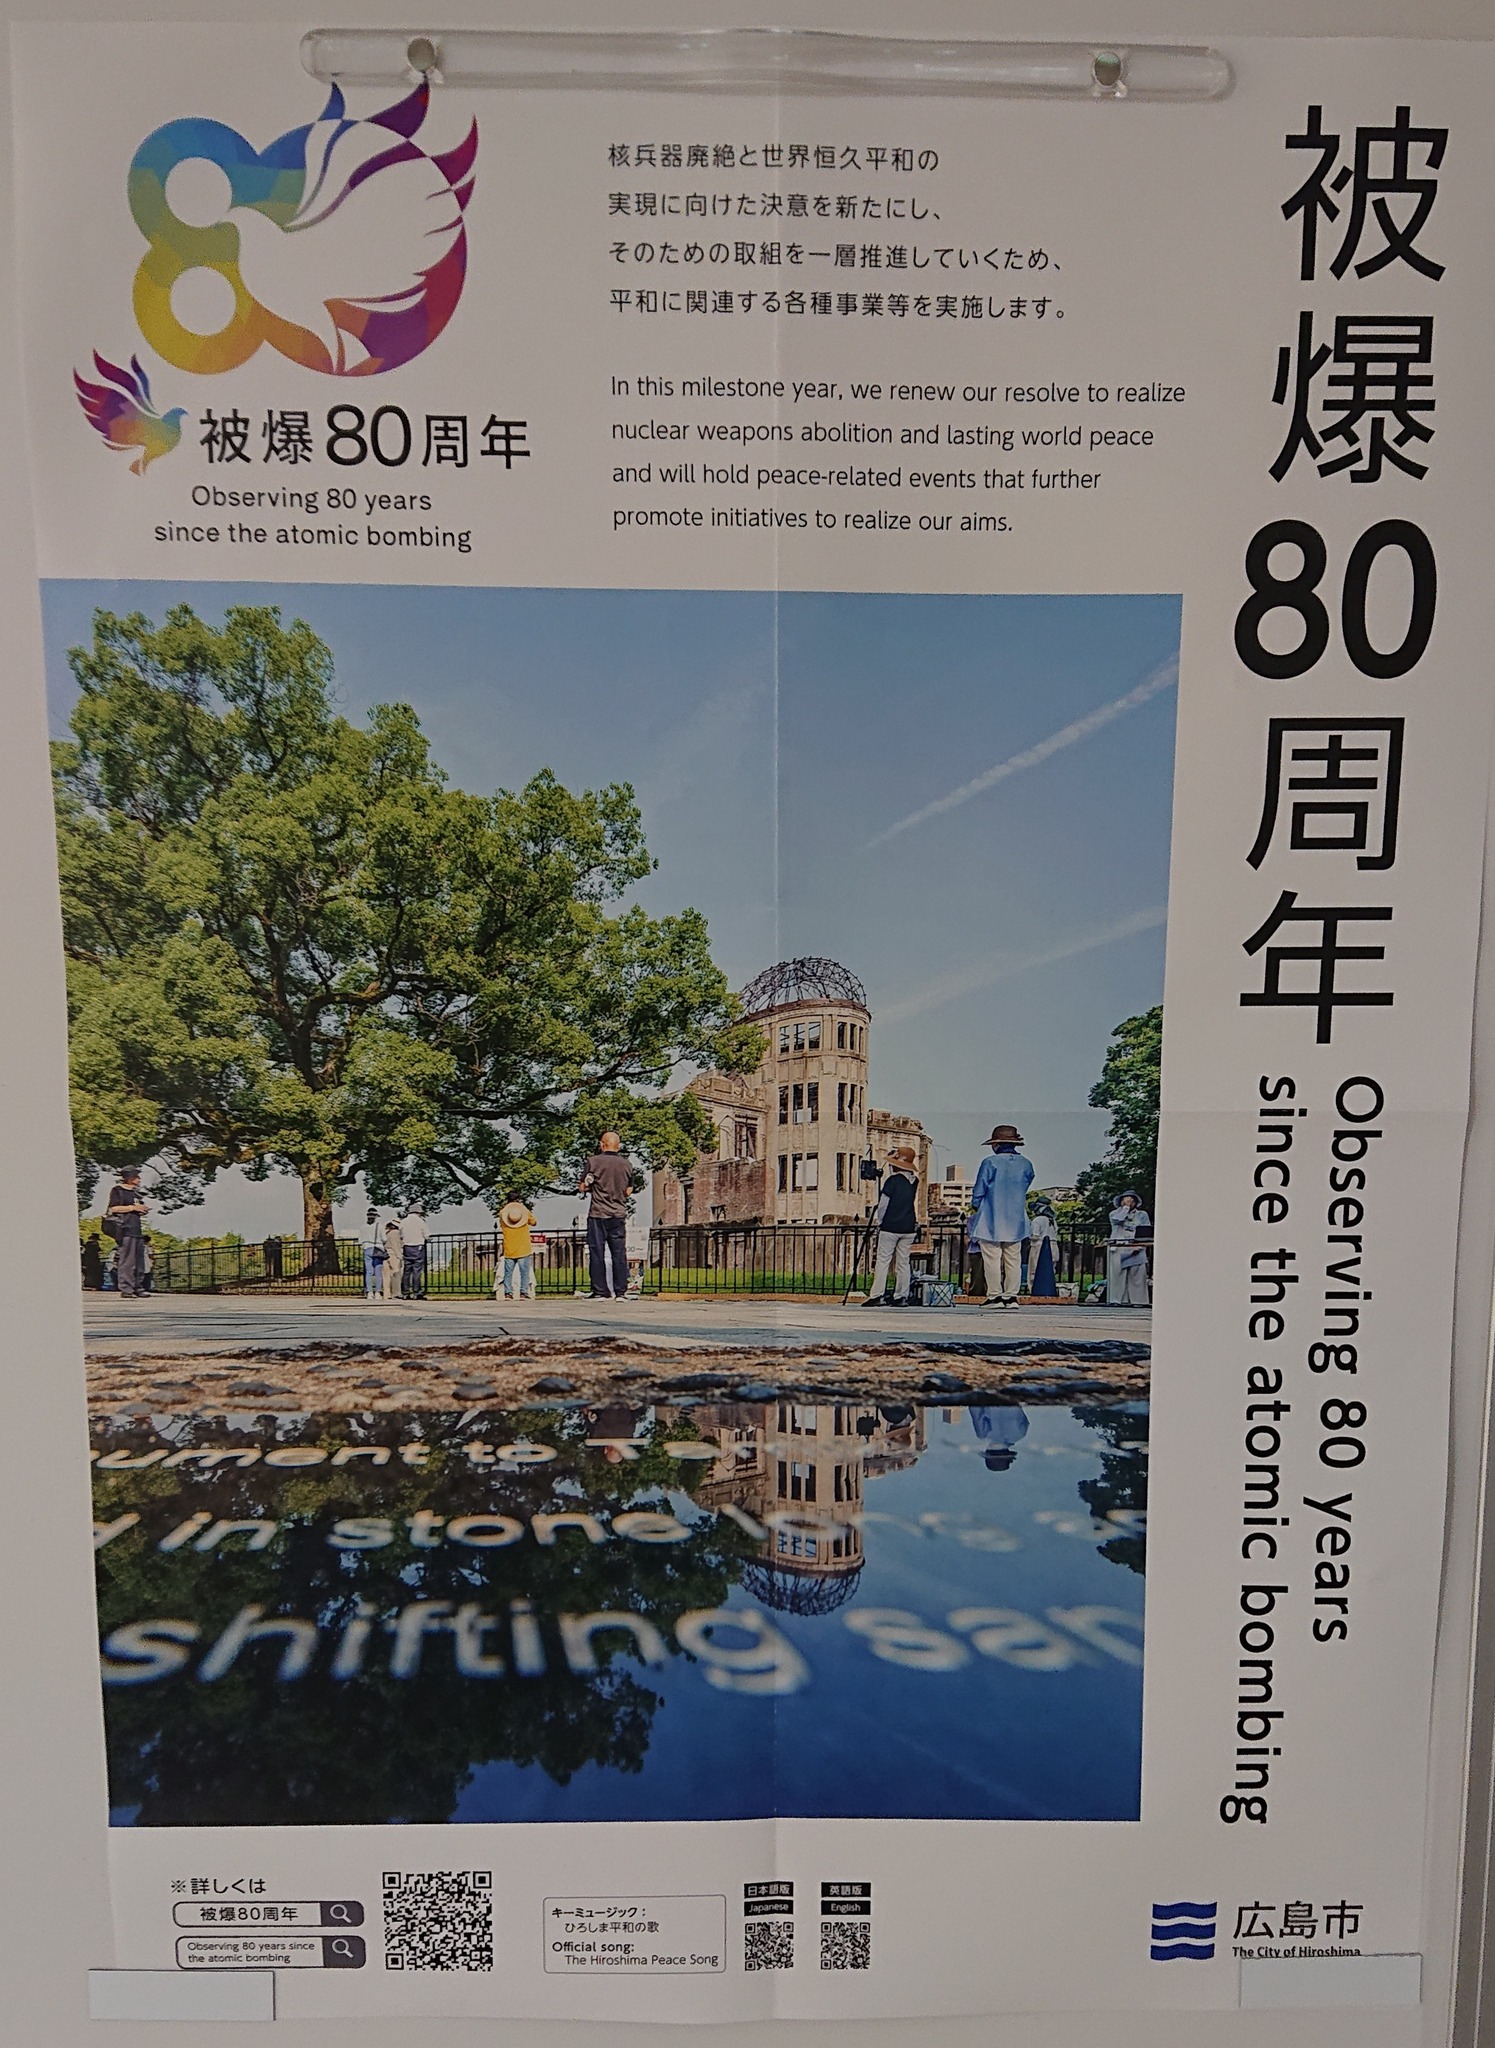 被爆80周年
Observing 80 years
since the atomic bombing
核兵器廃絶と世界恒久平和の
実現に向けた決意を新たにし、
そのための取組を一層推進していくため、
平和に関連する各種事業等を実施します。
In this milestone year, we renew our resolve to realize
nuclear weapons abolition and lasting world peace
and will hold peace-related events that further
promote initiatives to realize our aims.
80
被爆80周年
Observing 80 years
since the atomic bombing
ument to
in stone
shifting
※詳しくは
被爆80周年
Observing 80 years since
the atomic bombing
キーミュージック:
ひろしま平和の歌
Official song:
The Hiroshima Peace Song
日本語版
Japanese
英語版
English
広島市
The City of Hiroshima